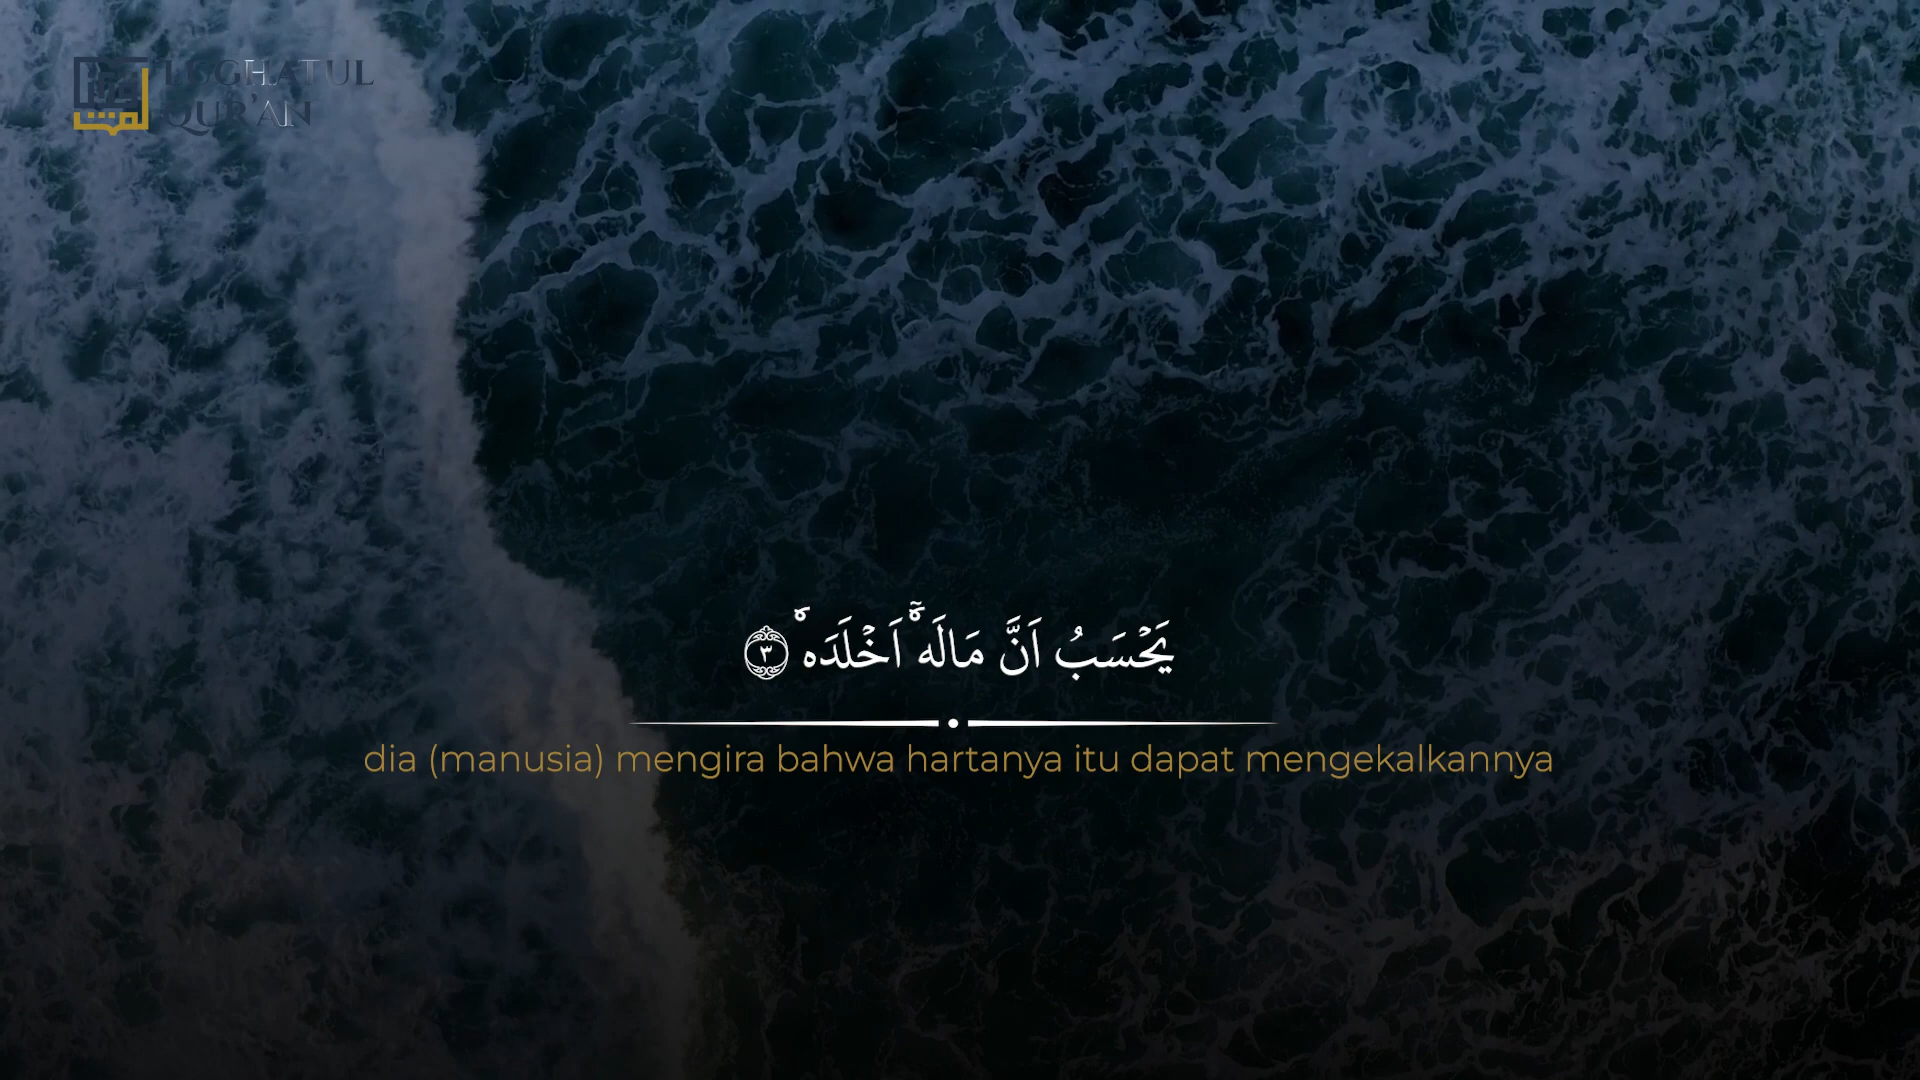 LUGHATUL
QUR'AN
يَحْسَبُ اَنَّ مَالَهٗٓ اَخْلَدَهٗ ۝٣
dia (manusia) mengira bahwa hartanya itu dapat mengekalkannya